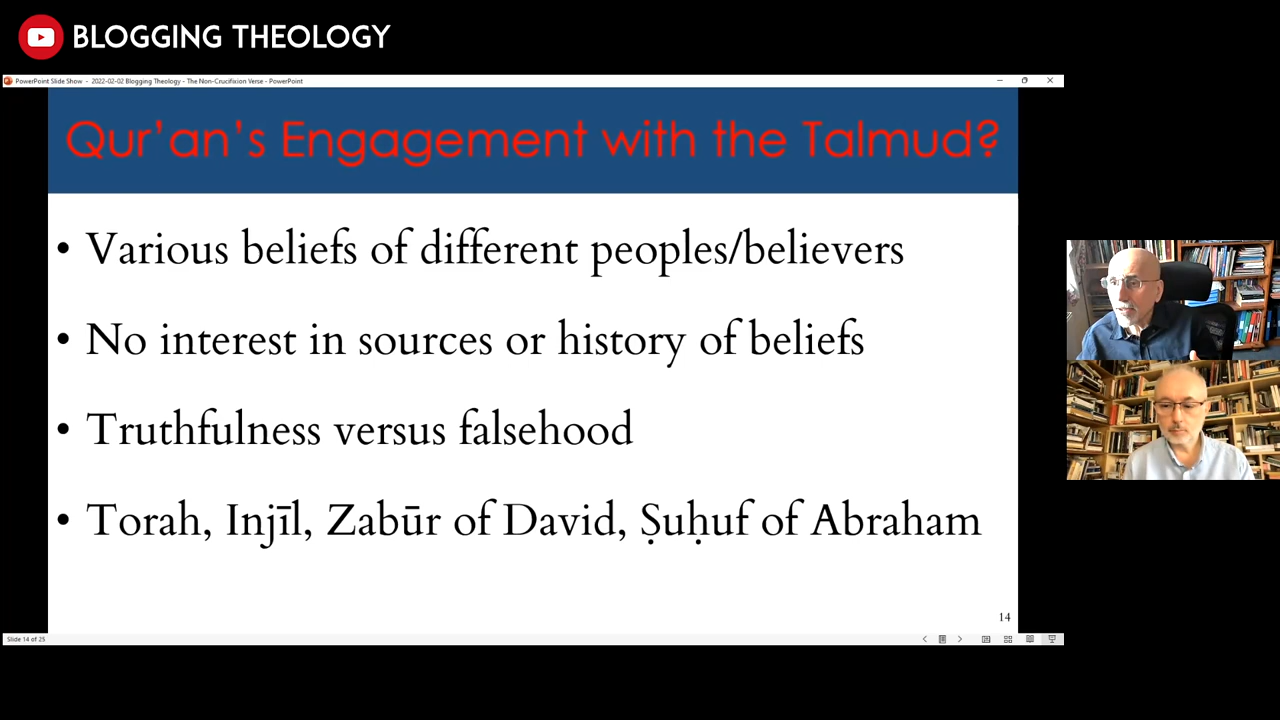 BLOGGING THEOLOGY
PowerPoint Slide Show - 2022-02-02 Blogging Theology - The Non-Crucifixion Verse - PowerPoint
Qur’an’s Engagement with the Talmud?
• Various beliefs of different peoples/believers
• No interest in sources or history of beliefs
• Truthfulness versus falsehood
• Torah, Injīl, Zabūr of David, Ṣuḥuf of Abraham
14
Slide 14 of 25